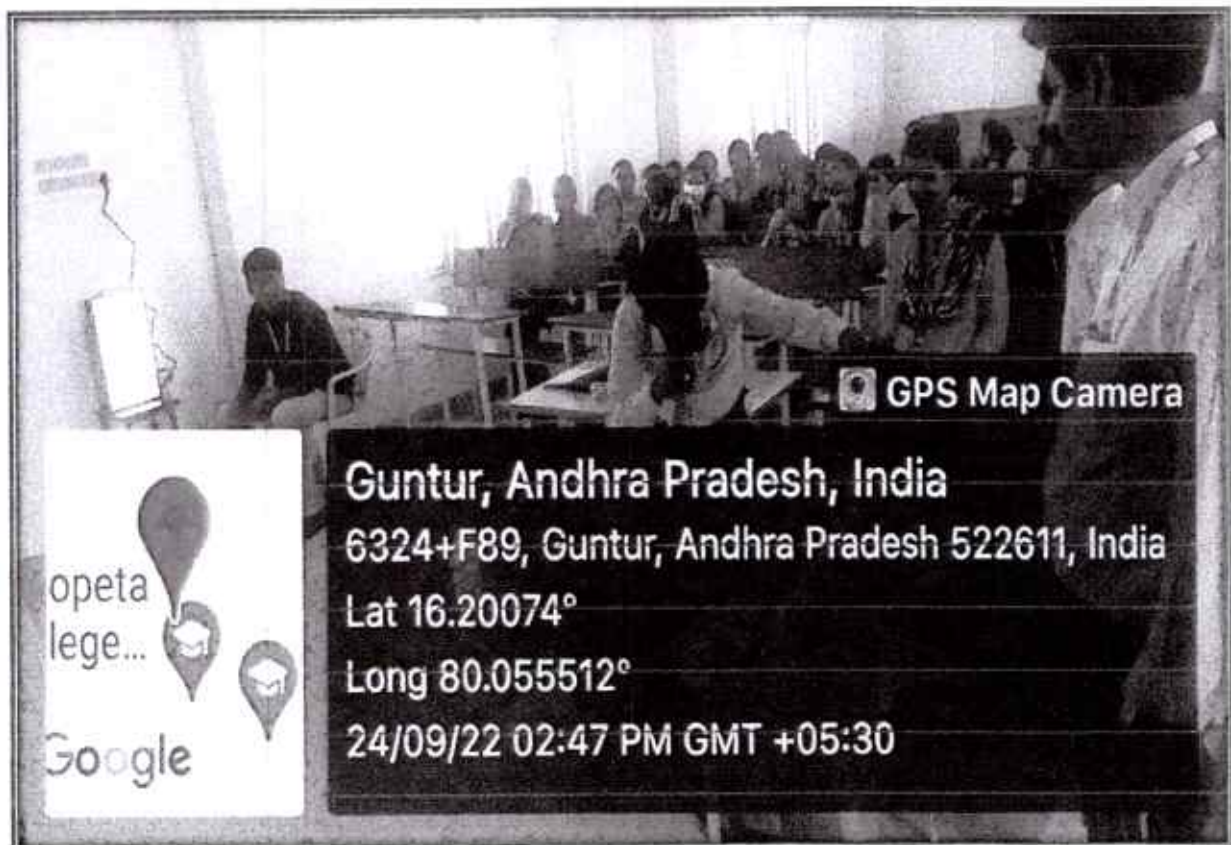 GPS Map Camera
Guntur, Andhra Pradesh, India
6324+F89, Guntur, Andhra Pradesh 522611, India
Lat 16.20074°
Long 80.055512°
24/09/22 02:47 PM GMT +05:30
opeta
lege...
Google